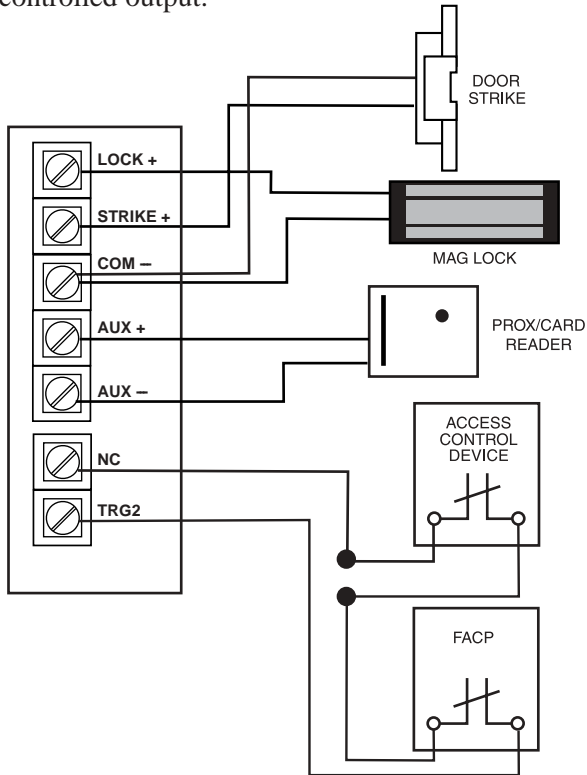 controlled output.
DOOR
STRIKE
LOCK +
STRIKE +
COM –
MAG LOCK
AUX +
PROX/CARD
READER
AUX –
ACCESS
CONTROL
DEVICE
NC
TRG2
FACP